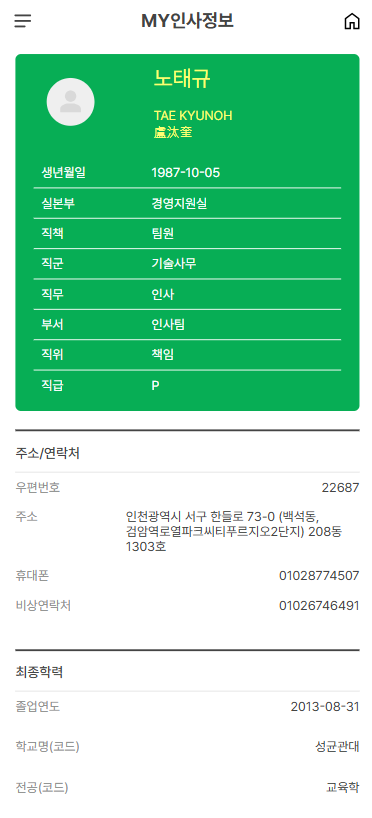 MY인사정보
노태규
TAE KYUNOH
盧汰奎
생년월일 1987-10-05
실본부 경영지원실
직책 팀원
직군 기술사무
직무 인사
부서 인사팀
직위 책임
직급 P
주소/연락처
우편번호 22687
주소 인천광역시 서구 한들로 73-0 (백석동,
검암역로열파크씨티푸르지오2단지) 208동
1303호
휴대폰 01028774507
비상연락처 01026746491
최종학력
졸업연도 2013-08-31
학교명(코드) 성균관대
전공(코드) 교육학